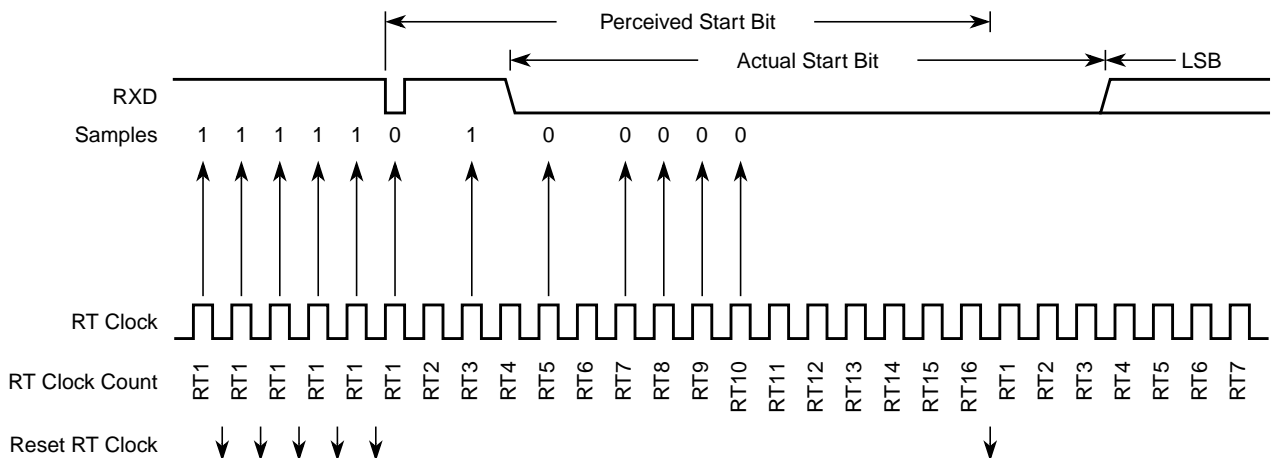 Perceived Start Bit
Actual Start Bit LSB
RXD
Samples 1 1 1 1 1 0 1 0 0 0 0 0
RT Clock
RT Clock Count RT1 RT1 RT1 RT1 RT1 RT1 RT2 RT3 RT4 RT5 RT6 RT7 RT8 RT9 RT10 RT11 RT12 RT13 RT14 RT15 RT16 RT1 RT2 RT3 RT4 RT5 RT6 RT7
Reset RT Clock